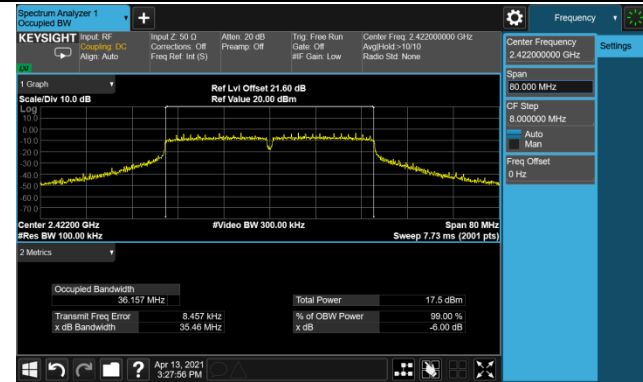 Spectrum Analyzer 1
Occupied BW
Frequency
KEYSIGHT
Input: RF
Coupling: DC
Align: Auto
Input Z: 50 Ω
Corrections: Off
Freq Ref: Int (S)
Atten: 20 dB
Preamp: Off
Trig: Free Run
Gate: Off
#IF Gain: Low
Center Freq: 2.422000000 GHz
Avg|Hold:>10/10
Radio Std: None
Center Frequency
2.422000000 GHz
Settings
Span
80.000 MHz
CF Step
8.000000 MHz
Auto
Man
Freq Offset
0 Hz
1 Graph
Scale/Div 10.0 dB
Ref Lvl Offset 21.60 dB
Ref Value 20.00 dBm
Log
10.0
0.00
-10.0
-20.0
-30.0
-40.0
-50.0
-60.0
-70.0
Center 2.42200 GHz
#Video BW 300.00 kHz
Span 80 MHz
#Res BW 100.00 kHz
Sweep 7.73 ms (2001 pts)
2 Metrics
Occupied Bandwidth
36.157 MHz
Total Power 17.5 dBm
Transmit Freq Error 8.457 kHz
% of OBW Power 99.00 %
x dB Bandwidth 35.46 MHz
x dB -6.00 dB
?
Apr 13, 2021
3:27:56 PM